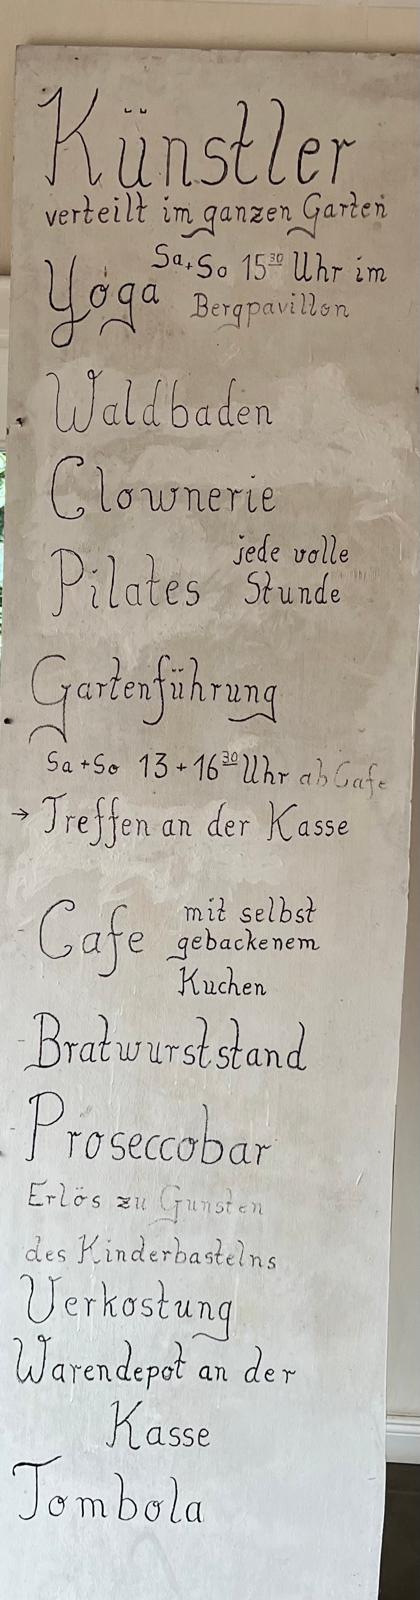 Künstler
verteilt im ganzen Garten
Yoga Sa+So 15³⁰ Uhr im
Bergpavillon
Waldbaden
Clownerie
Pilates jede volle
Stunde
Gartenführung
Sa+So 13+16³⁰ Uhr ab Cafe
→ Treffen an der Kasse
Cafe mit selbst
gebackenem
Kuchen
Bratwurststand
Proseccobar
Erlös zu Gunsten
des Kinderbastelns
Verkostung
Warendepot an der
Kasse
Tombola